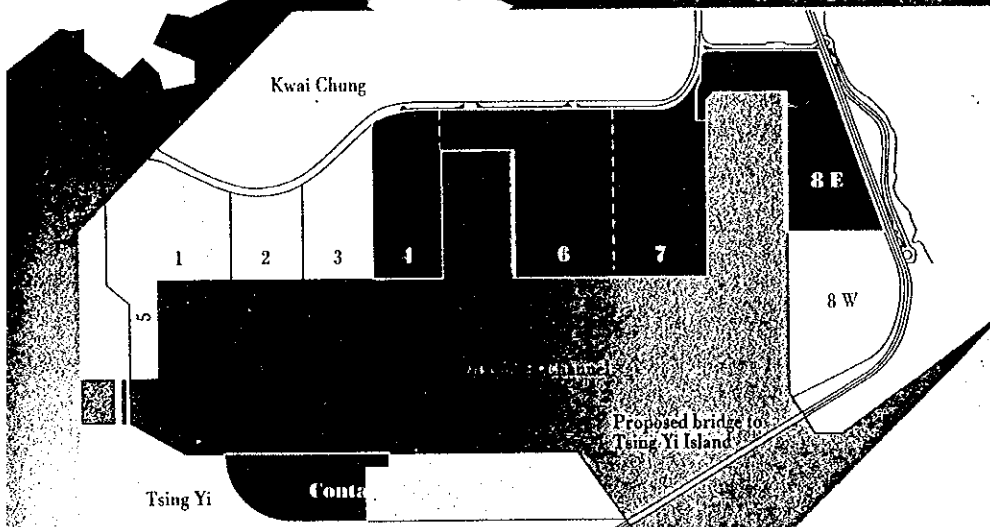 Kwai Chung
8 E
1
2
3
4
6
7
5
8 W
Channel
Proposed bridge to
Tsing Yi Island
Tsing Yi